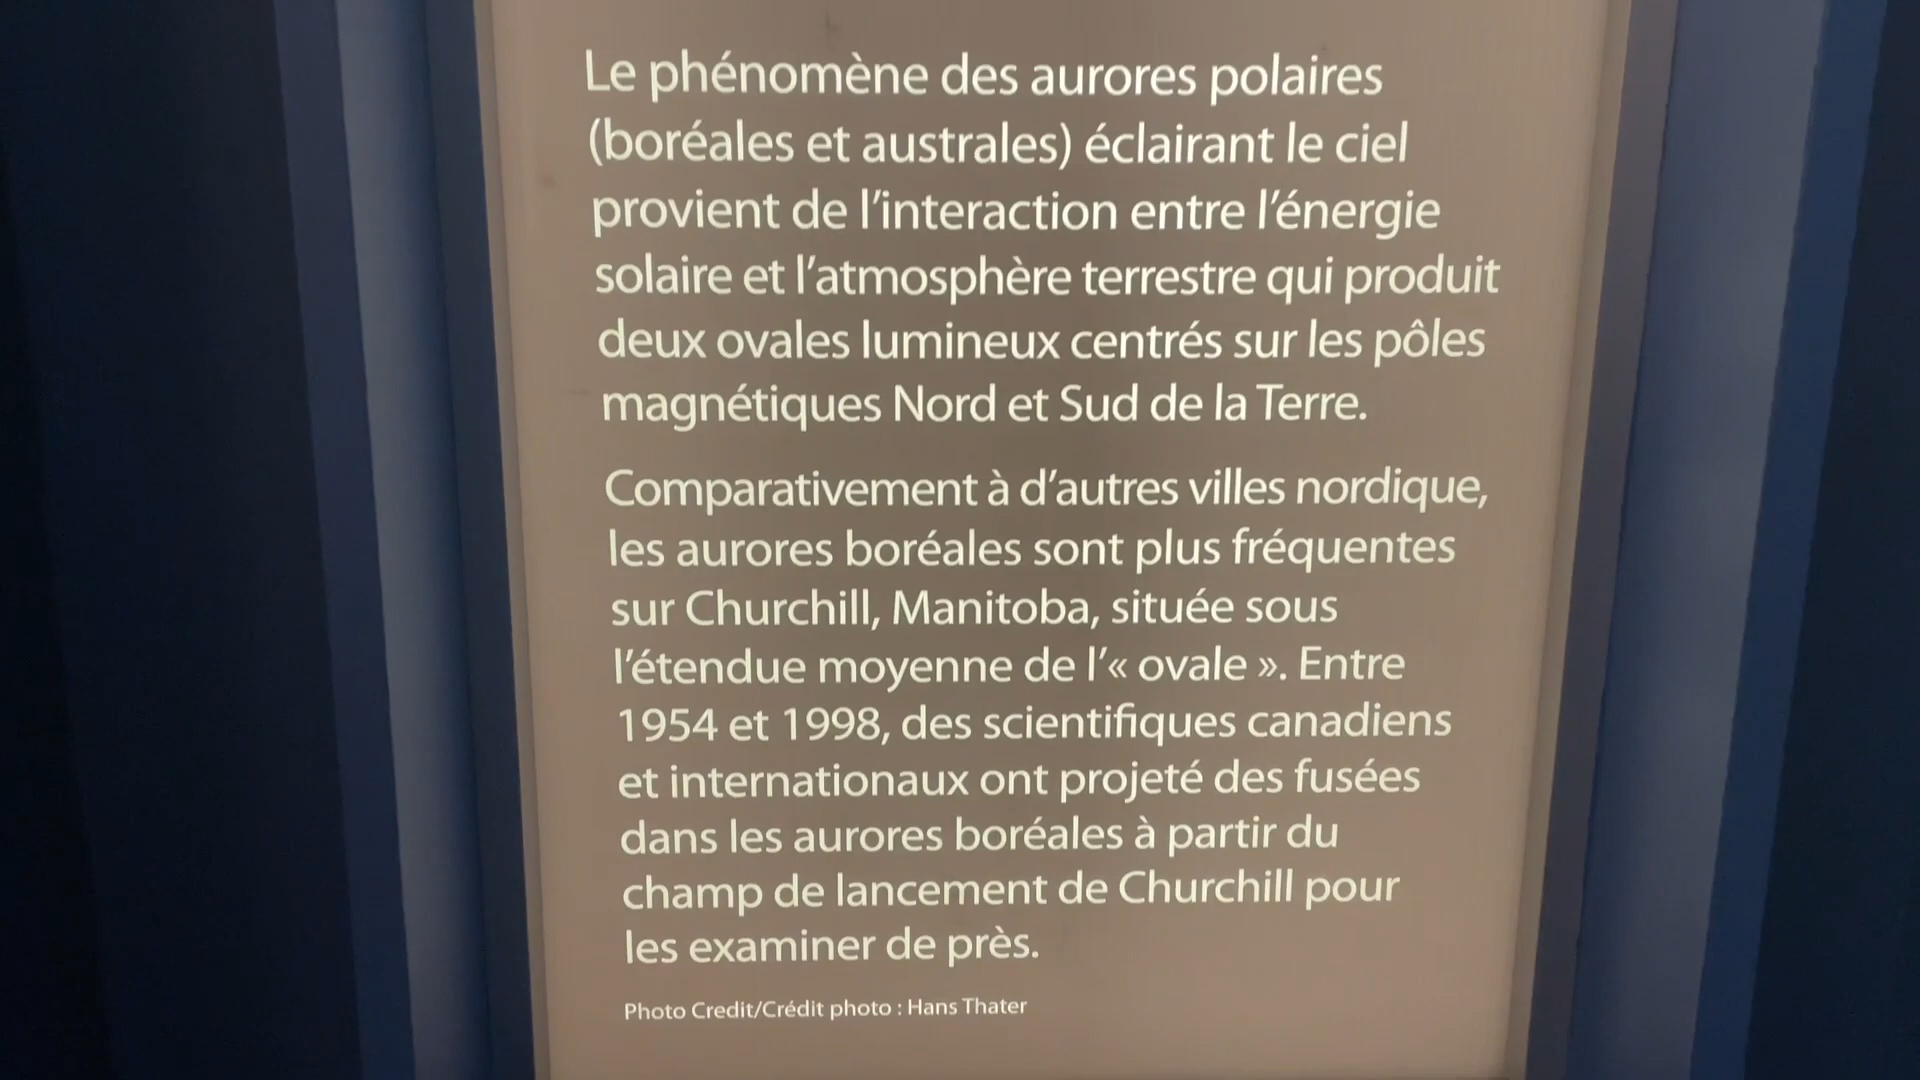 Le phénomène des aurores polaires
(boréales et australes) éclairant le ciel
provient de l’interaction entre l’énergie
solaire et l’atmosphère terrestre qui produit
deux ovales lumineux centrés sur les pôles
magnétiques Nord et Sud de la Terre.
Comparativement à d’autres villes nordique,
les aurores boréales sont plus fréquentes
sur Churchill, Manitoba, située sous
l’étendue moyenne de l’« ovale ». Entre
1954 et 1998, des scientifiques canadiens
et internationaux ont projeté des fusées
dans les aurores boréales à partir du
champ de lancement de Churchill pour
les examiner de près.
Photo Credit/Crédit photo : Hans Thater